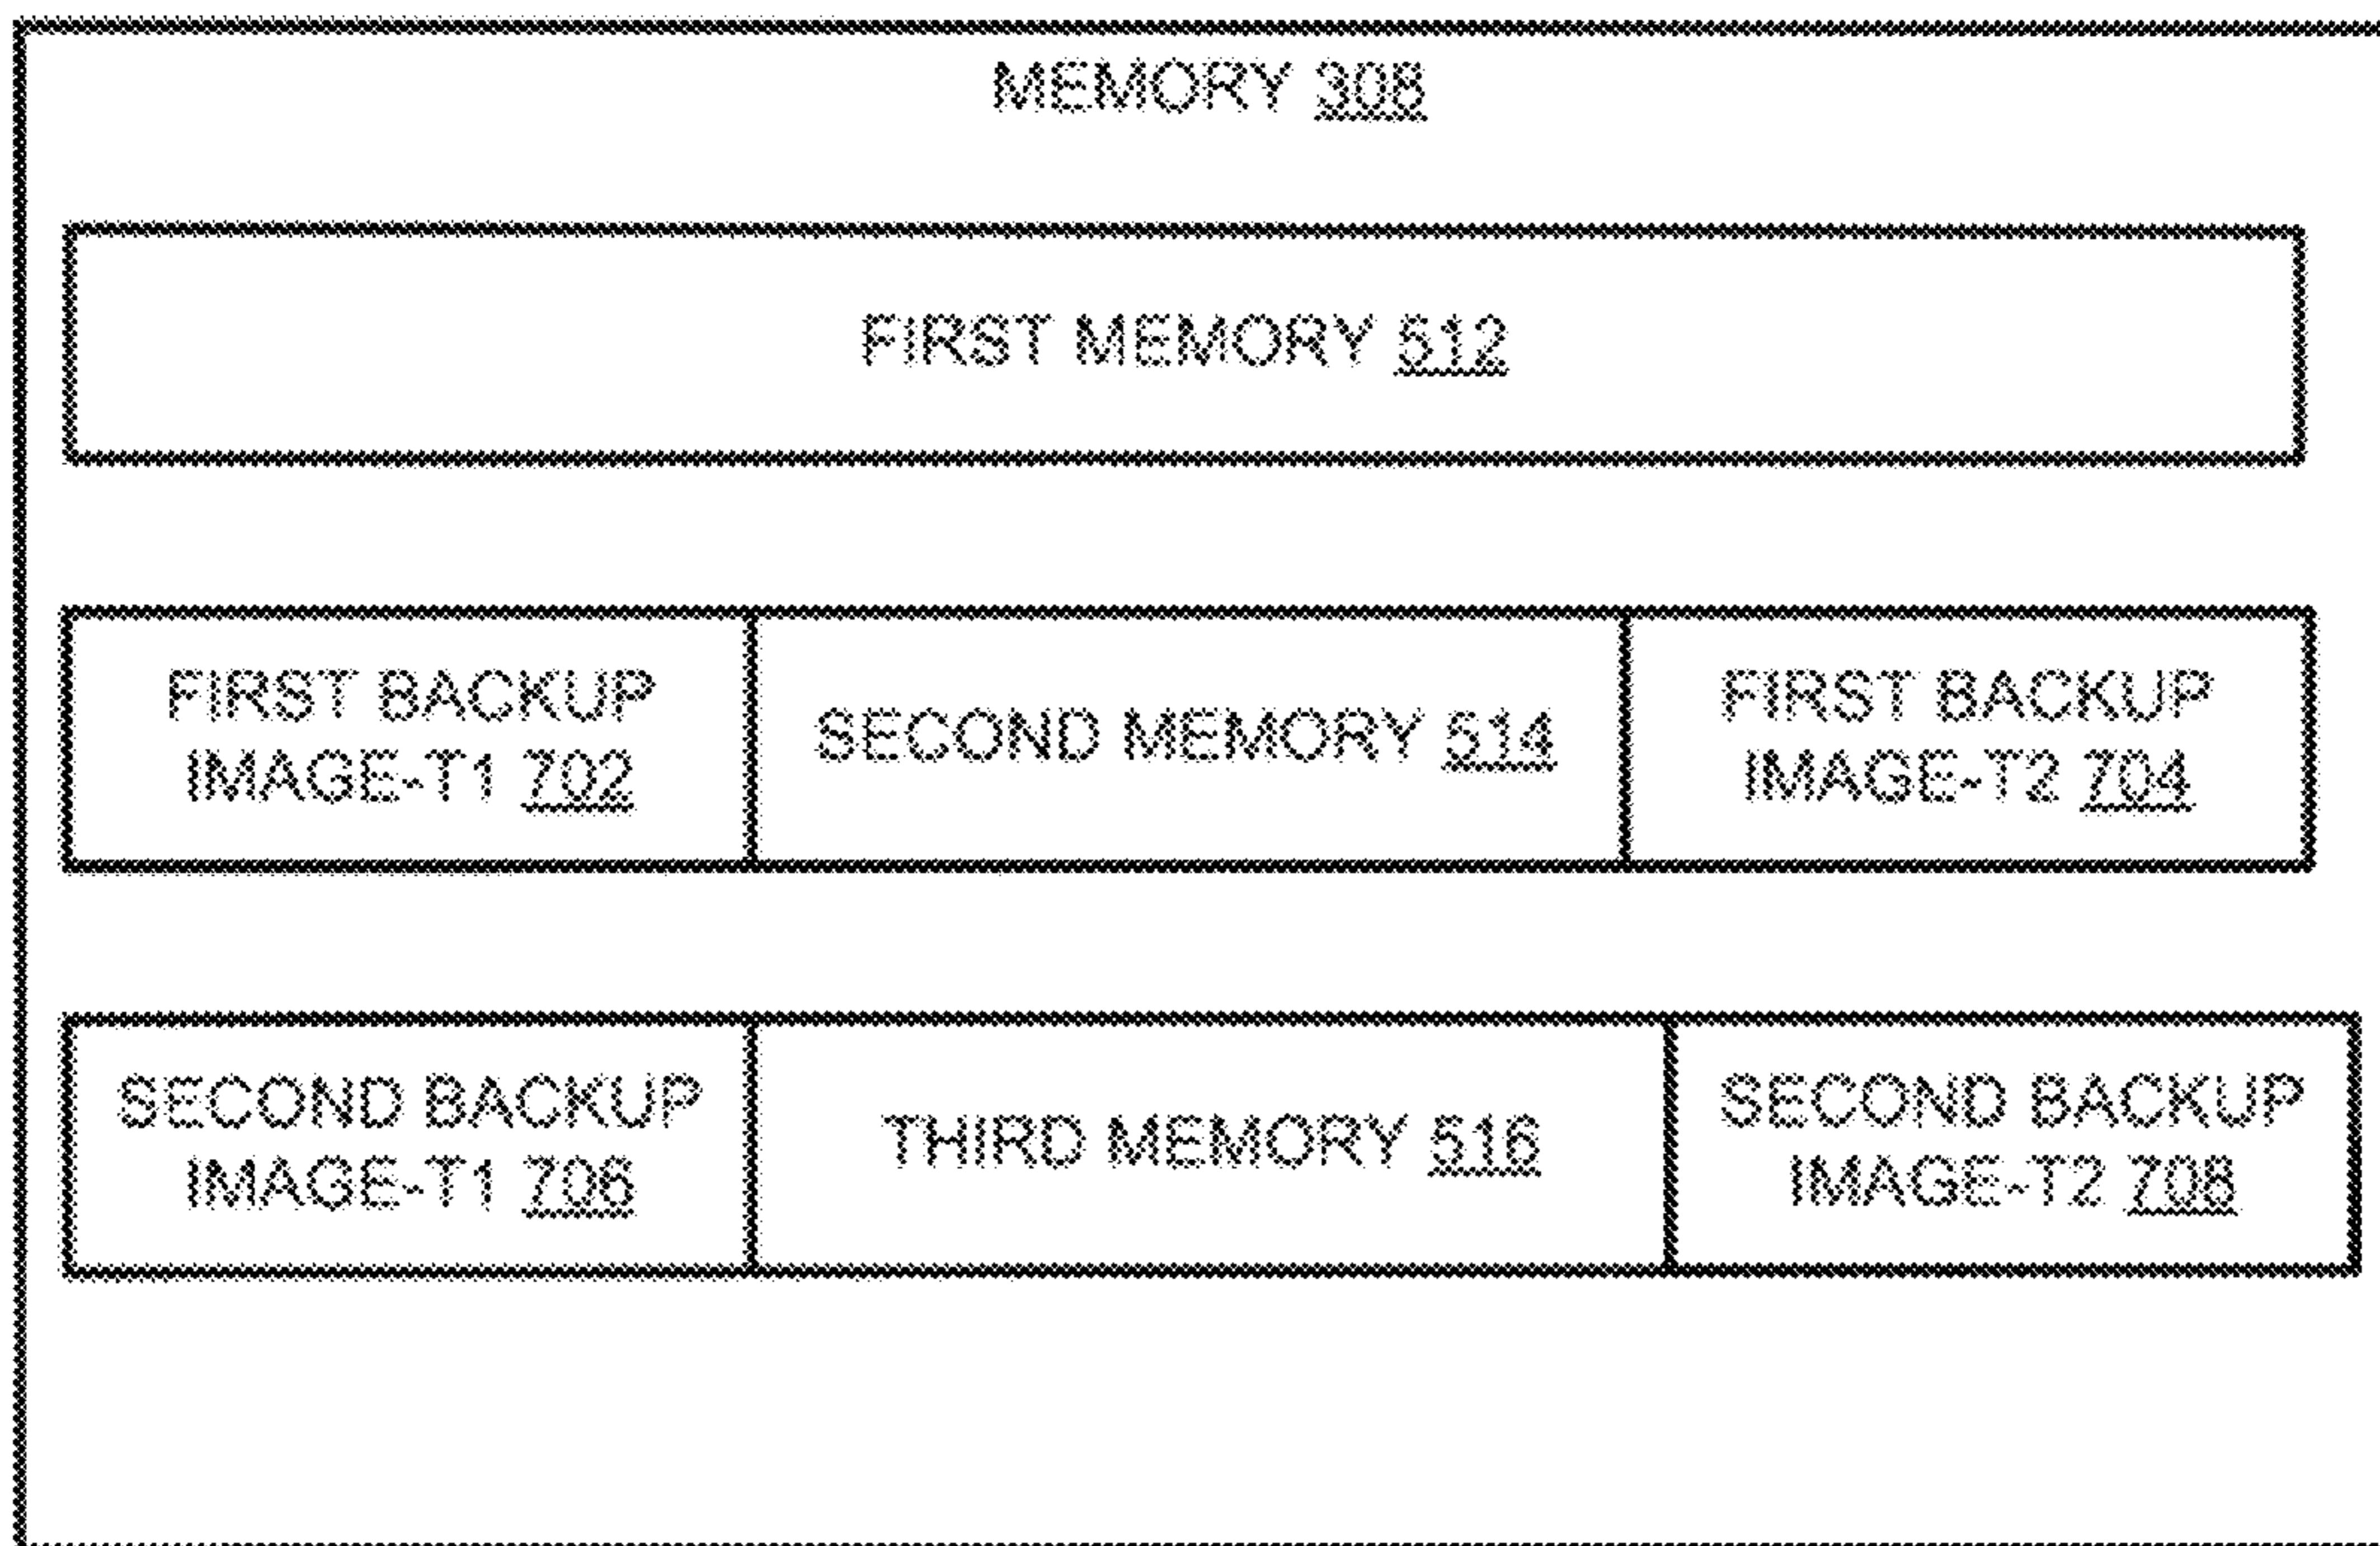 MEMORY 308
FIRST MEMORY 512
FIRST BACKUP
IMAGE-T1 702
SECOND MEMORY 514
FIRST BACKUP
IMAGE-T2 704
SECOND BACKUP
IMAGE-T1 706
THIRD MEMORY 516
SECOND BACKUP
IMAGE-T2 708